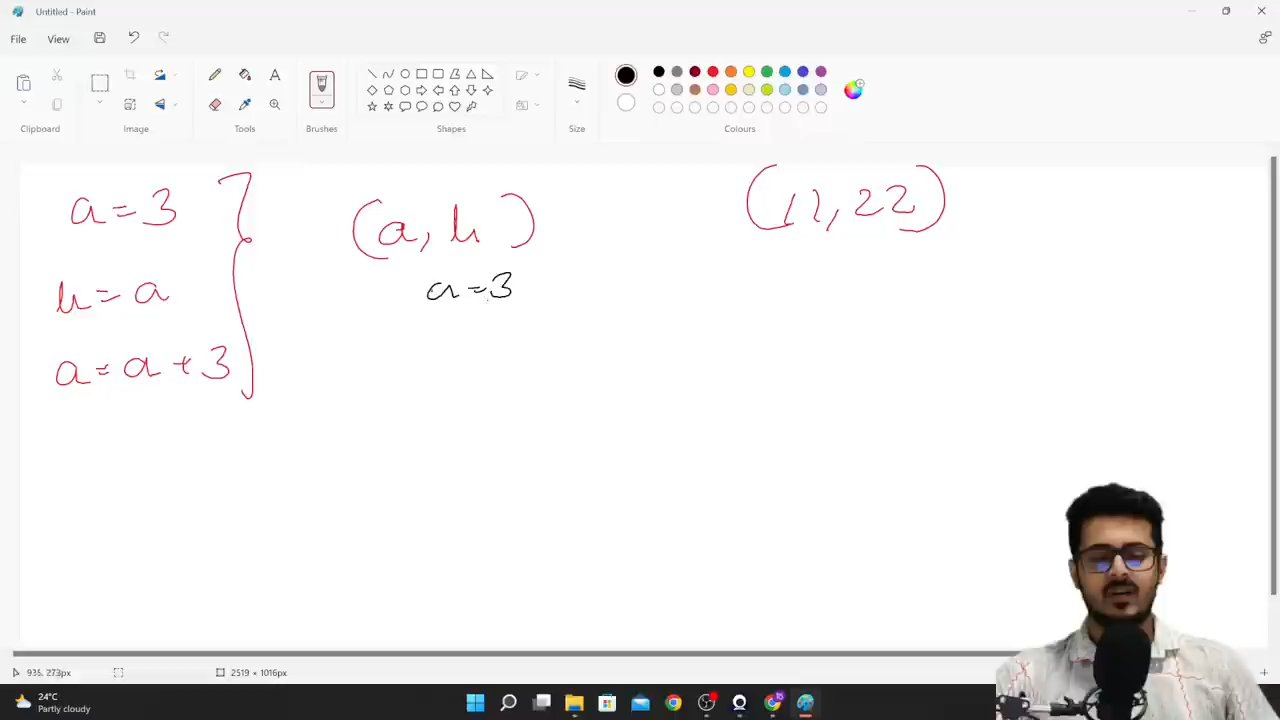 Untitled - Paint
File View
Clipboard Image Tools Brushes Shapes Size Colours
a = 3
(a, h)
(11, 22)
h = a
a = 3
a = a + 3
935, 273px
2519 × 1016px
24°C
Partly cloudy